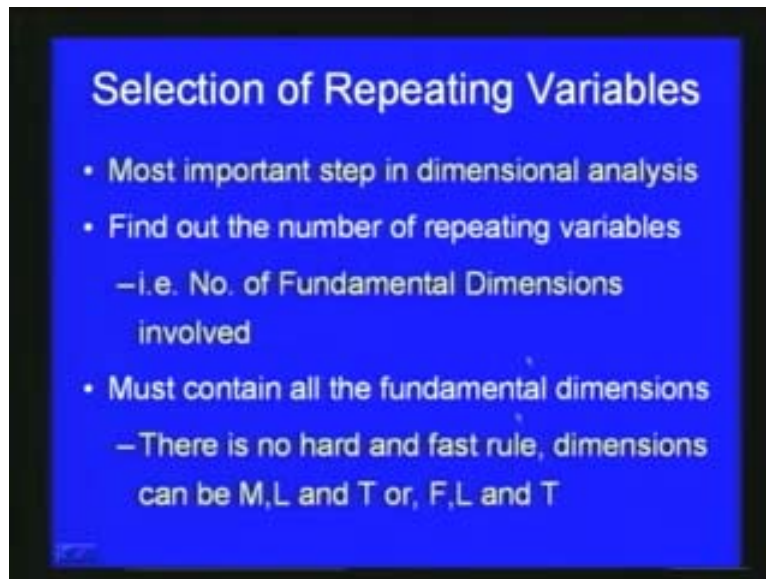 Selection of Repeating Variables
• Most important step in dimensional analysis
• Find out the number of repeating variables
–i.e. No. of Fundamental Dimensions
involved
• Must contain all the fundamental dimensions
–There is no hard and fast rule, dimensions
can be M,L and T or, F,L and T